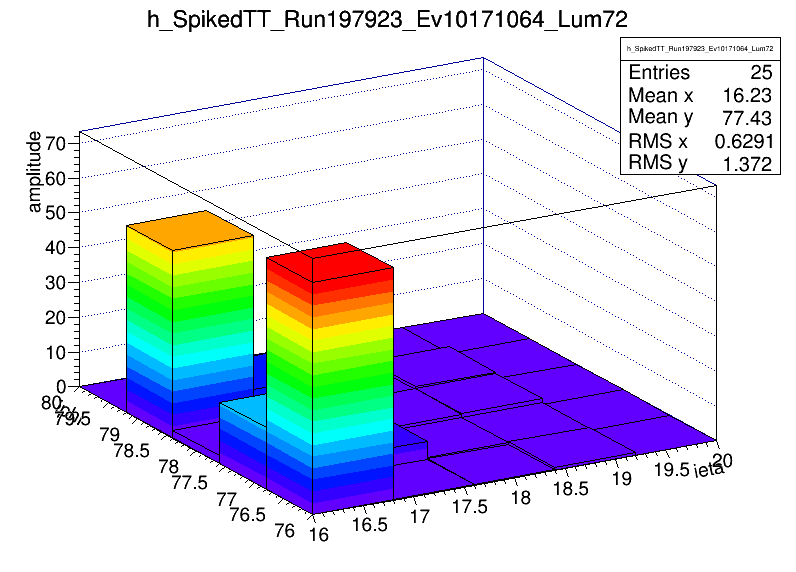 h_SpikedTT_Run197923_Ev10171064_Lum72
h_SpikedTT_Run197923_Ev10171064_Lum72
Entries 25
Mean x 16.23
Mean y 77.43
RMS x 0.6291
RMS y 1.372
amplitude
70
60
50
40
30
20
10
0
80
79.5
79
78.5
78
77.5
77
76.5
76
16
16.5
17
17.5
18
18.5
19
19.5
20
ieta